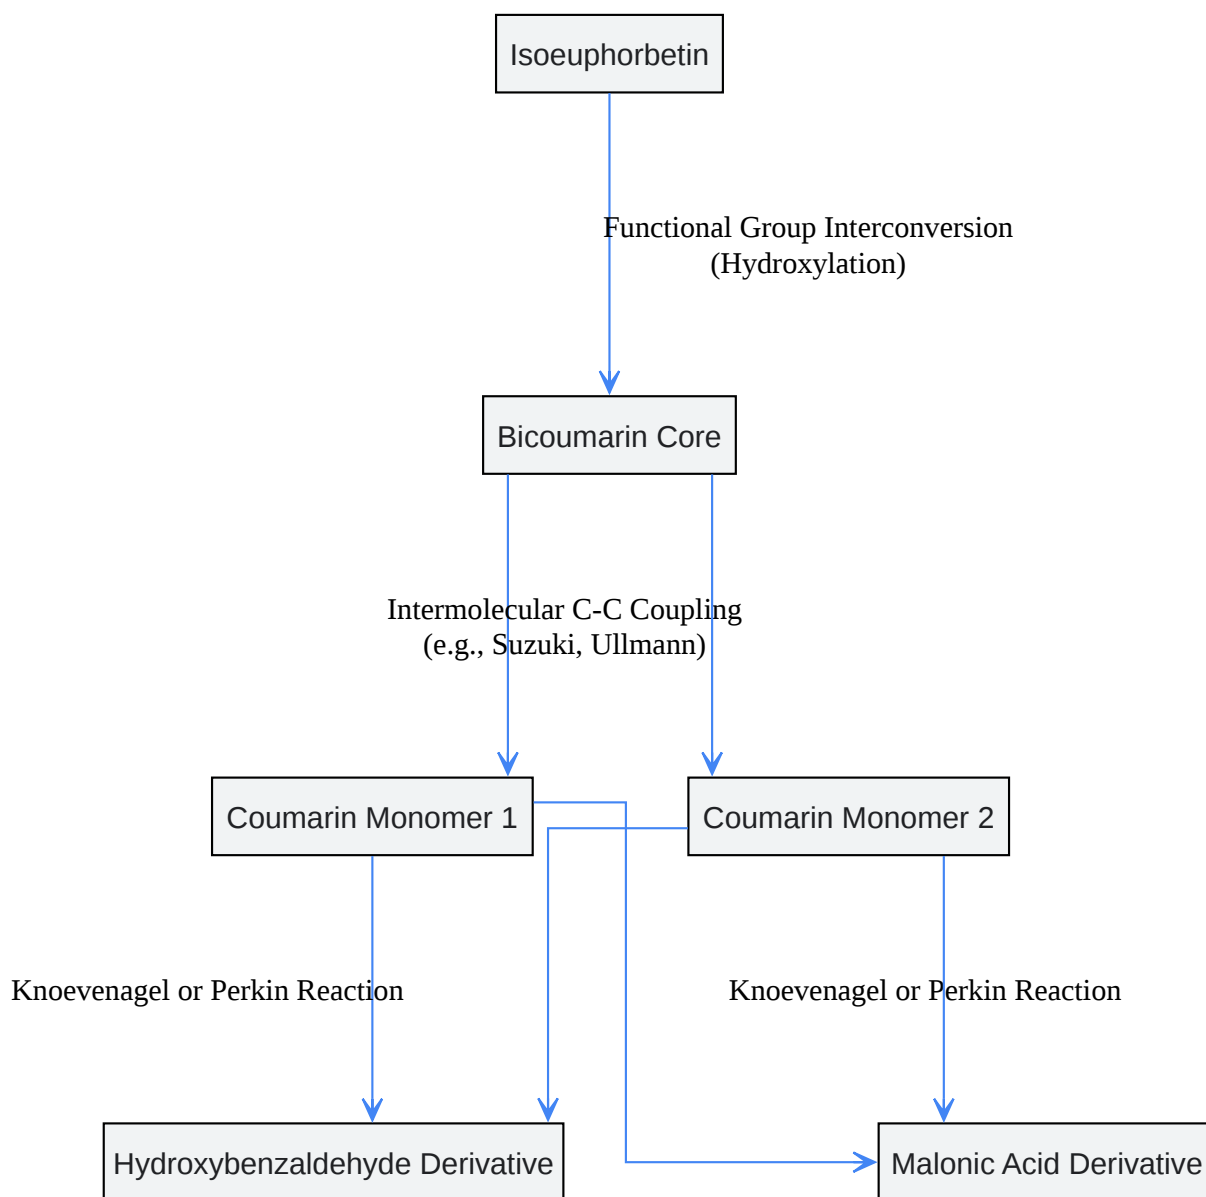 Isoeuphorbetin
Functional Group Interconversion
(Hydroxylation)
Bicoumarin Core
Intermolecular C-C Coupling
(e.g., Suzuki, Ullmann)
Coumarin Monomer 1
Coumarin Monomer 2
Knoevenagel or Perkin Reaction
Knoevenagel or Perkin Reaction
Hydroxybenzaldehyde Derivative
Malonic Acid Derivative